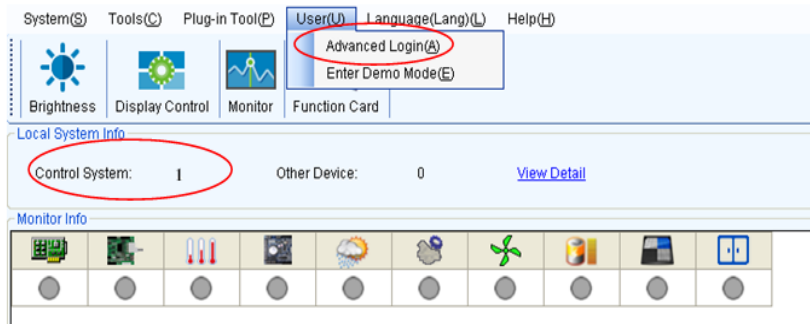 System(S) Tools(C) Plug-in Tool(P) User(U) Language(Lang)(L) Help(H)
Advanced Login(A)
Enter Demo Mode(E)
Brightness Display Control Monitor Function Card
Local System Info
Control System: 1 Other Device: 0 View Detail
Monitor Info